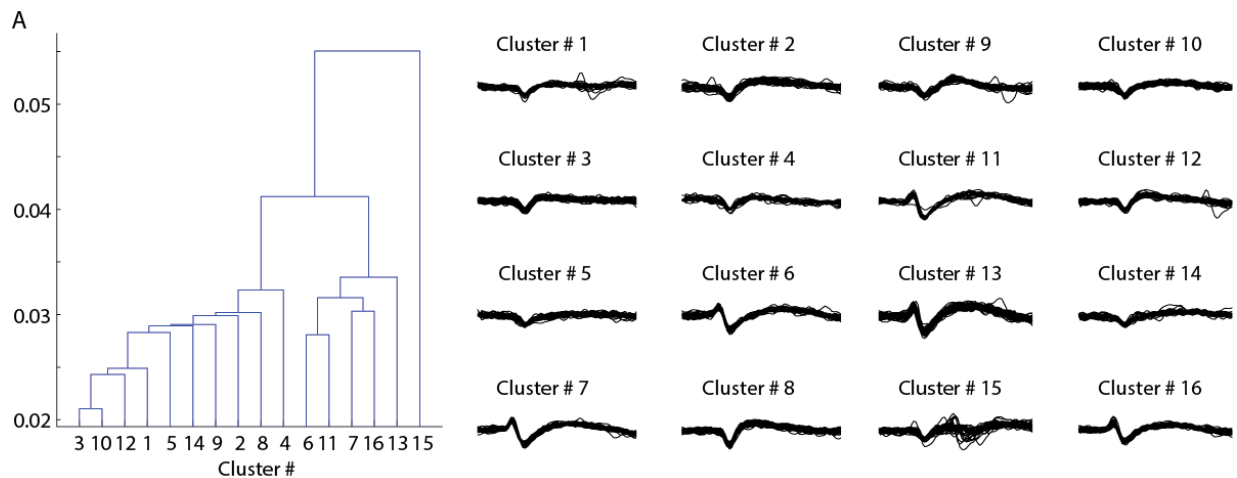 A
0.05
0.04
0.03
0.02
3 10 12 1 5 14 9 2 8 4 6 11 7 16 13 15
Cluster #
Cluster # 1 Cluster # 2 Cluster # 9 Cluster # 10
Cluster # 3 Cluster # 4 Cluster # 11 Cluster # 12
Cluster # 5 Cluster # 6 Cluster # 13 Cluster # 14
Cluster # 7 Cluster # 8 Cluster # 15 Cluster # 16